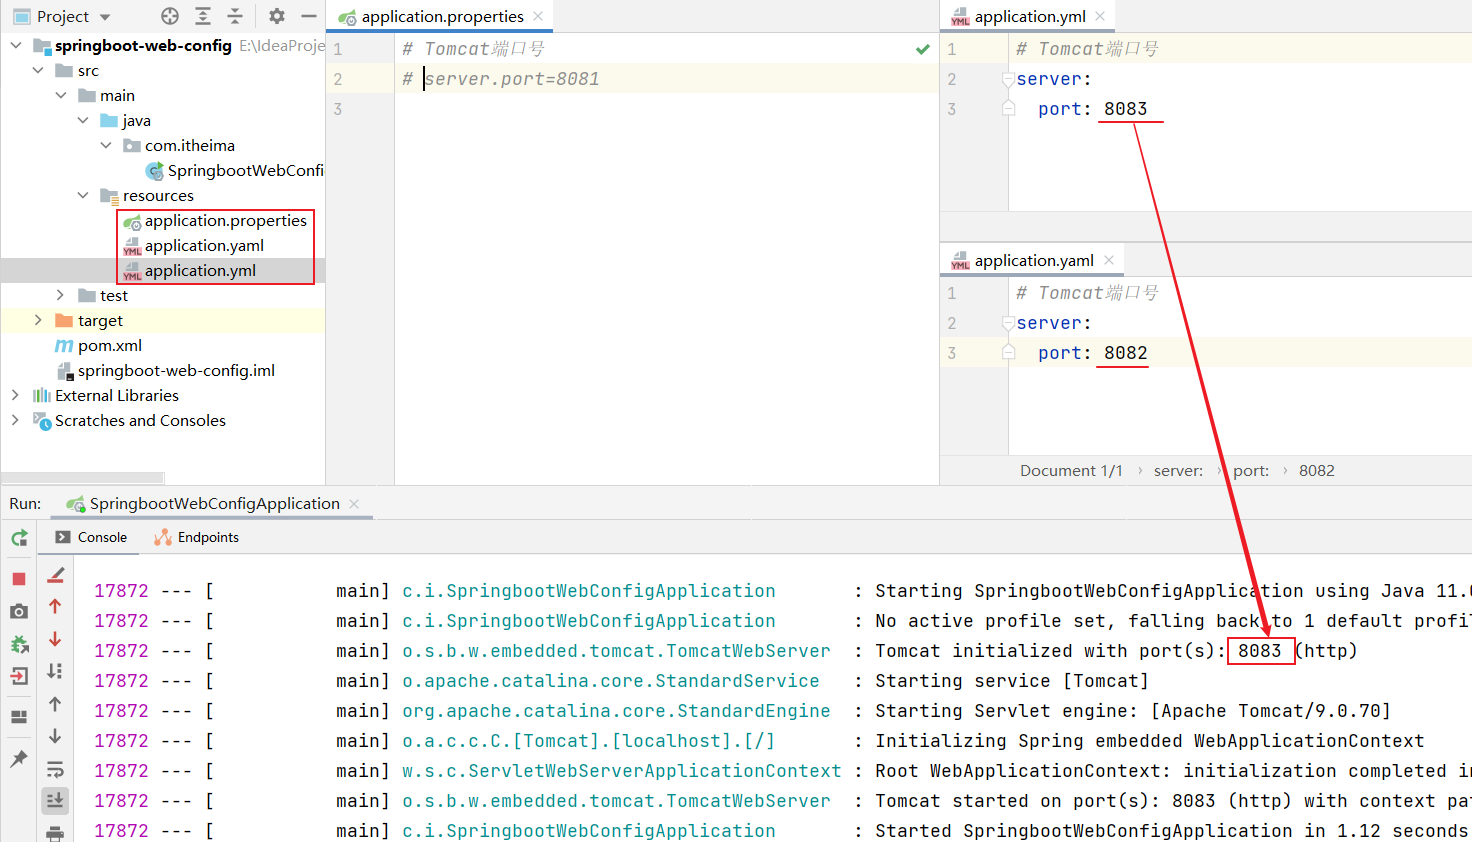 Project
springboot-web-config E:\IdeaProje
src
main
java
com.itheima
SpringbootWebConfi
resources
application.properties
application.yaml
application.yml
test
target
pom.xml
springboot-web-config.iml
External Libraries
Scratches and Consoles
application.properties
1 # Tomcat端口号
2 # server.port=8081
3
application.yml
1 # Tomcat端口号
2 server:
3 port: 8083
application.yaml
1 # Tomcat端口号
2 server:
3 port: 8082
Document 1/1 › server: › port: › 8082
Run: SpringbootWebConfigApplication
Console Endpoints
17872 --- [ main] c.i.SpringbootWebConfigApplication : Starting SpringbootWebConfigApplication using Java 11.0
17872 --- [ main] c.i.SpringbootWebConfigApplication : No active profile set, falling back to 1 default profil
17872 --- [ main] o.s.b.w.embedded.tomcat.TomcatWebServer : Tomcat initialized with port(s): 8083 (http)
17872 --- [ main] o.apache.catalina.core.StandardService : Starting service [Tomcat]
17872 --- [ main] org.apache.catalina.core.StandardEngine : Starting Servlet engine: [Apache Tomcat/9.0.70]
17872 --- [ main] o.a.c.c.C.[Tomcat].[localhost].[/] : Initializing Spring embedded WebApplicationContext
17872 --- [ main] w.s.c.ServletWebServerApplicationContext : Root WebApplicationContext: initialization completed in
17872 --- [ main] o.s.b.w.embedded.tomcat.TomcatWebServer : Tomcat started on port(s): 8083 (http) with context pat
17872 --- [ main] c.i.SpringbootWebConfigApplication : Started SpringbootWebConfigApplication in 1.12 seconds